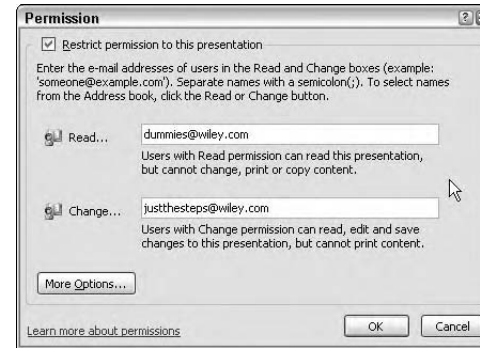 Permission
Restrict permission to this presentation
Enter the e-mail addresses of users in the Read and Change boxes (example:
'someone@example.com'). Separate names with a semicolon(;). To select names
from the Address book, click the Read or Change button.
Read... dummies@wiley.com
Users with Read permission can read this presentation,
but cannot change, print or copy content.
Change... justthesteps@wiley.com
Users with Change permission can read, edit and save
changes to this presentation, but cannot print content.
More Options...
Learn more about permissions OK Cancel